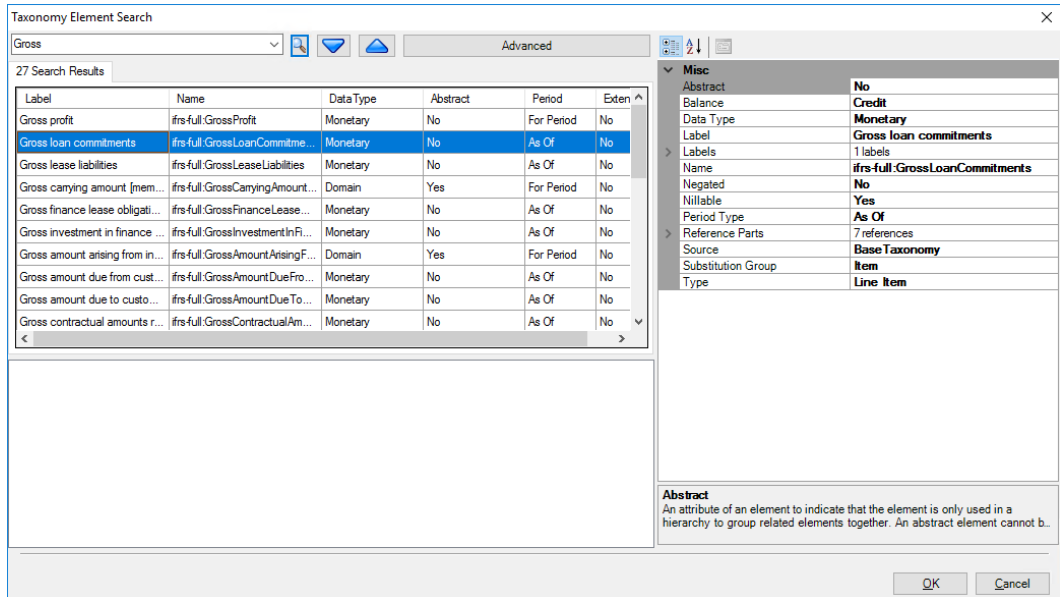 Taxonomy Element Search
Gross
Advanced
27 Search Results
Label Name DataType Abstract Period Exten
Gross profit ifrs-full:GrossProfit Monetary No For Period No
Gross loan commitments ifrs-full:GrossLoanCommitme... Monetary No As Of No
Gross lease liabilities ifrs-full:GrossLeaseLiabilities Monetary No As Of No
Gross carrying amount [mem... ifrs-full:GrossCarryingAmount... Domain Yes For Period No
Gross finance lease obligati... ifrs-full:GrossFinanceLease... Monetary No As Of No
Gross investment in finance ... ifrs-full:GrossInvestmentInFi... Monetary No As Of No
Gross amount arising from in... ifrs-full:GrossAmountArisingF... Domain Yes For Period No
Gross amount due from cust... ifrs-full:GrossAmountDueFro... Monetary No As Of No
Gross amount due to custo... ifrs-full:GrossAmountDueTo... Monetary No As Of No
Gross contractual amounts r... ifrs-full:GrossContractualAm... Monetary No As Of No
Misc
Abstract No
Balance Credit
Data Type Monetary
Label Gross loan commitments
Labels 1 labels
Name ifrs-full:GrossLoanCommitments
Negated No
Nillable Yes
Period Type As Of
Reference Parts 7 references
Source BaseTaxonomy
Substitution Group Item
Type Line Item
Abstract
An attribute of an element to indicate that the element is only used in a
hierarchy to group related elements together. An abstract element cannot b...
OK Cancel